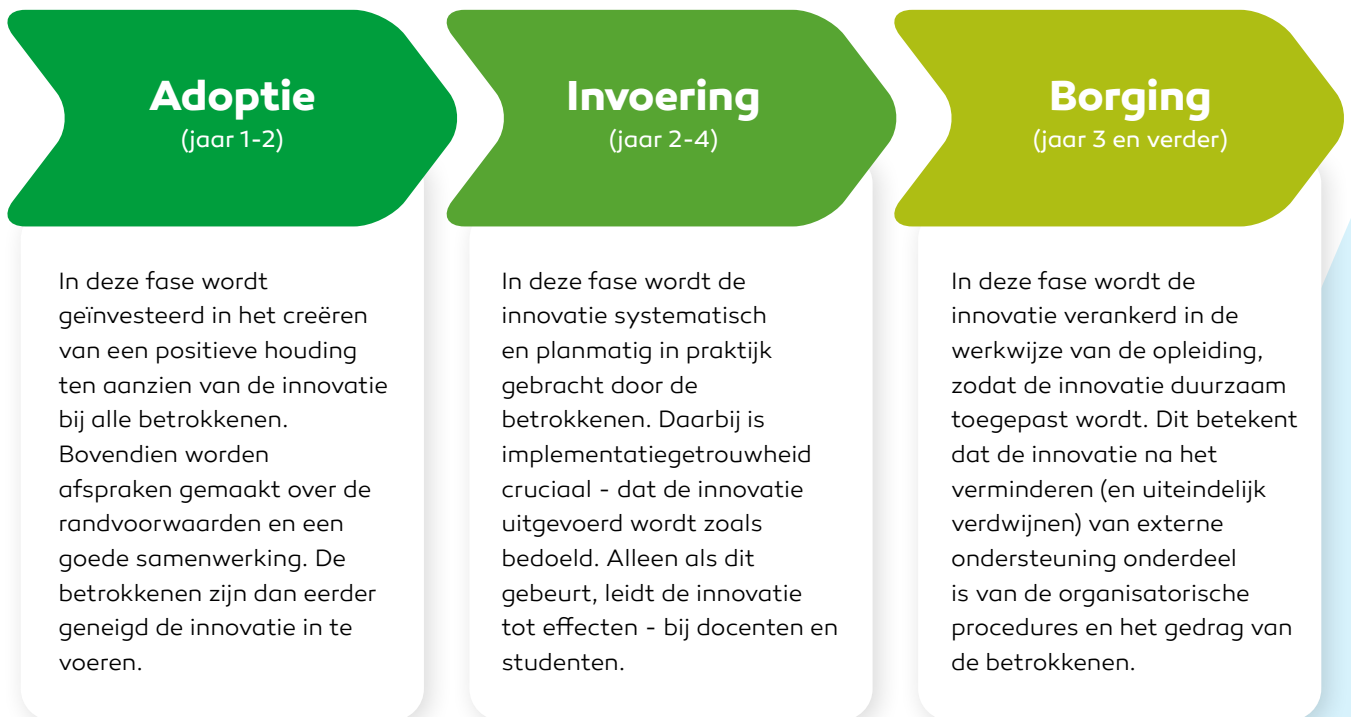 Adoptie
(jaar 1-2)
In deze fase wordt
geïnvesteerd in het creëren
van een positieve houding
ten aanzien van de innovatie
bij alle betrokkenen.
Bovendien worden
afspraken gemaakt over de
randvoorwaarden en een
goede samenwerking. De
betrokkenen zijn dan eerder
geneigd de innovatie in te
voeren.
Invoering
(jaar 2-4)
In deze fase wordt de
innovatie systematisch
en planmatig in praktijk
gebracht door de
betrokkenen. Daarbij is
implementatiegetrouwheid
cruciaal - dat de innovatie
uitgevoerd wordt zoals
bedoeld. Alleen als dit
gebeurt, leidt de innovatie
tot effecten - bij docenten en
studenten.
Borging
(jaar 3 en verder)
In deze fase wordt de
innovatie verankerd in de
werkwijze van de opleiding,
zodat de innovatie duurzaam
toegepast wordt. Dit betekent
dat de innovatie na het
verminderen (en uiteindelijk
verdwijnen) van externe
ondersteuning onderdeel
is van de organisatorische
procedures en het gedrag van
de betrokkenen.